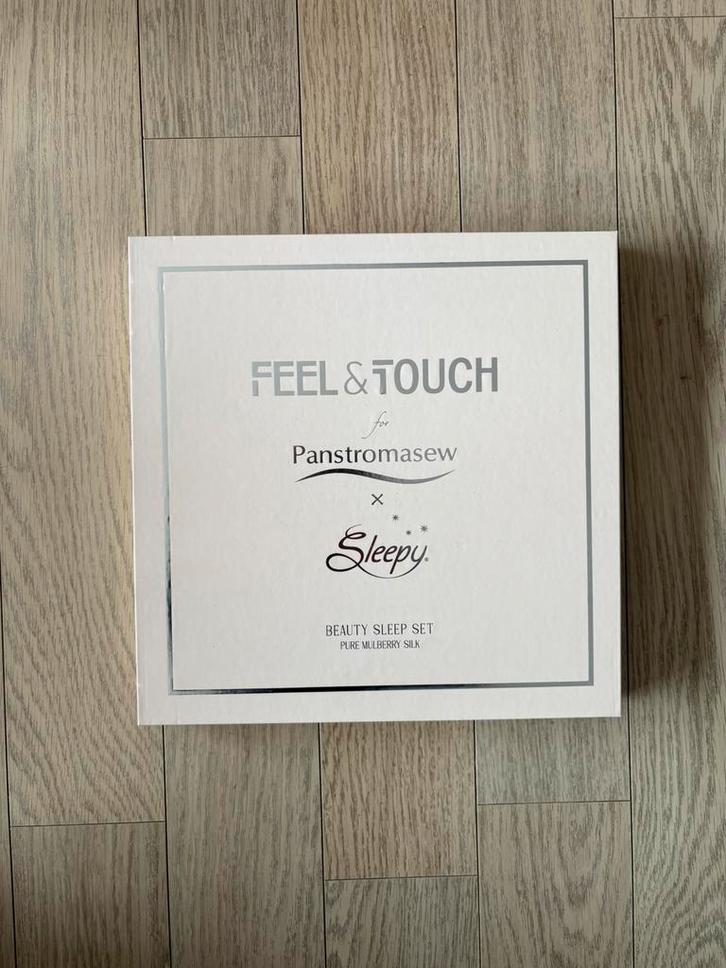 FEEL & TOUCH
for
Panstromasew
×
Sleepy®
BEAUTY SLEEP SET
PURE MULBERRY SILK